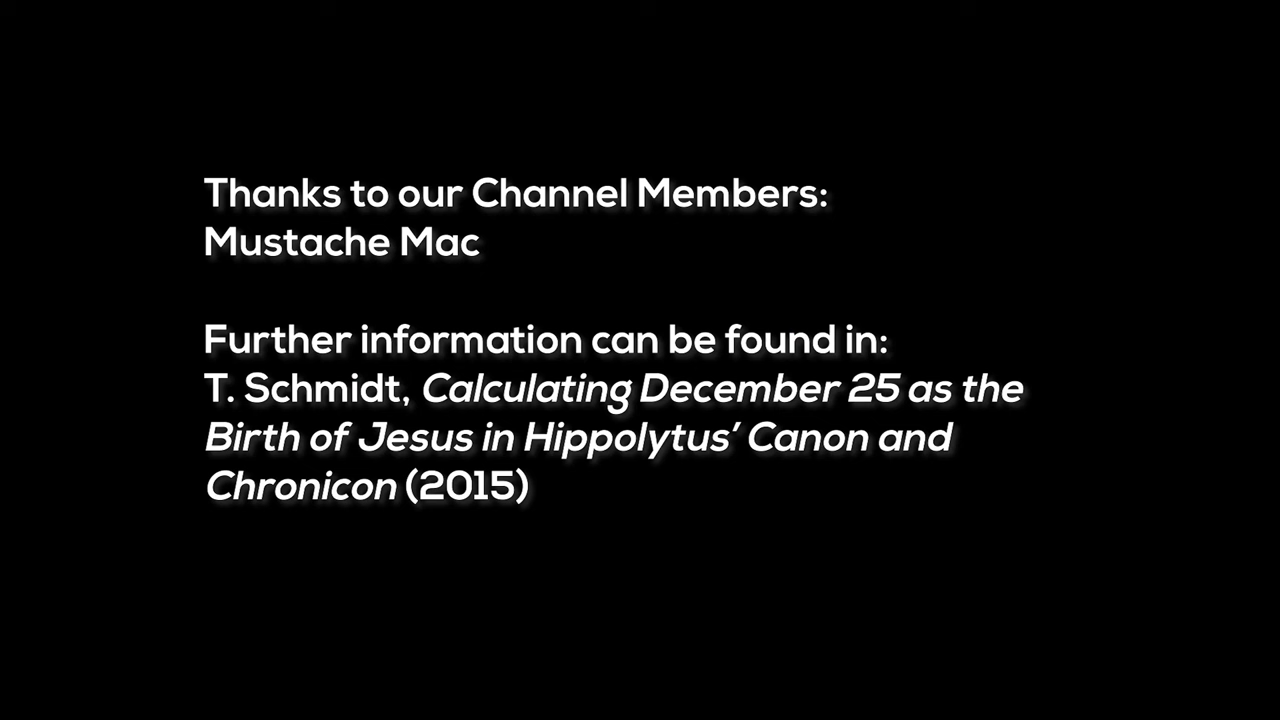 Thanks to our Channel Members:
Mustache Mac
Further information can be found in:
T. Schmidt, Calculating December 25 as the
Birth of Jesus in Hippolytus’ Canon and
Chronicon (2015)